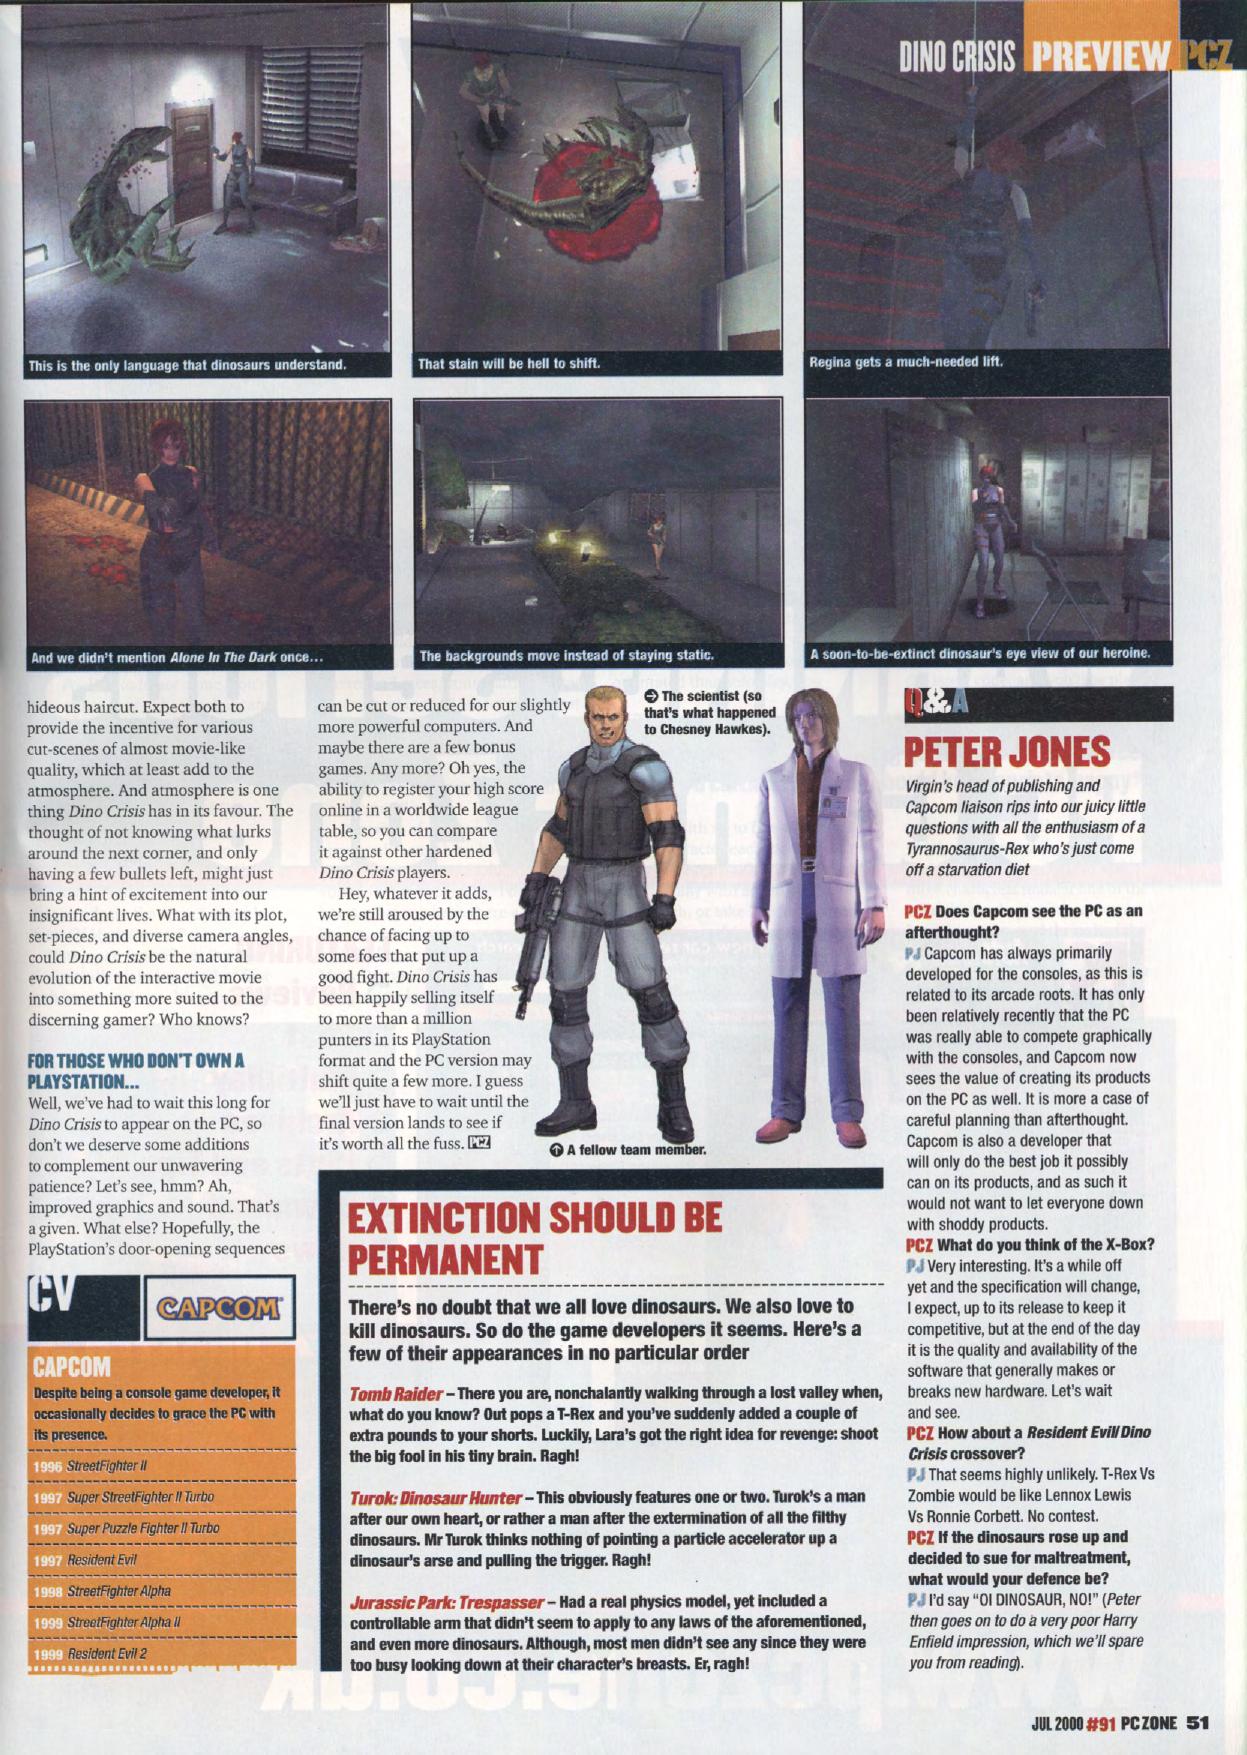 DINO CRISIS PREVIEW PCZ
This is the only language that dinosaurs understand.
That stain will be hell to shift.
Regina gets a much-needed lift.
And we didn't mention Alone In The Dark once...
The backgrounds move instead of staying static.
A soon-to-be-extinct dinosaur's eye view of our heroine.
hideous haircut. Expect both to
provide the incentive for various
cut-scenes of almost movie-like
quality, which at least add to the
atmosphere. And atmosphere is one
thing Dino Crisis has in its favour. The
thought of not knowing what lurks
around the next corner, and only
having a few bullets left, might just
bring a hint of excitement into our
insignificant lives. What with its plot,
set-pieces, and diverse camera angles,
could Dino Crisis be the natural
evolution of the interactive movie
into something more suited to the
discerning gamer? Who knows?
FOR THOSE WHO DON'T OWN A
PLAYSTATION...
Well, we've had to wait this long for
Dino Crisis to appear on the PC, so
don't we deserve some additions
to complement our unwavering
patience? Let's see, hmm? Ah,
improved graphics and sound. That's
a given. What else? Hopefully, the
PlayStation's door-opening sequences
can be cut or reduced for our slightly
more powerful computers. And
maybe there are a few bonus
games. Any more? Oh yes, the
ability to register your high score
online in a worldwide league
table, so you can compare
it against other hardened
Dino Crisis players.
Hey, whatever it adds,
we're still aroused by the
chance of facing up to
some foes that put up a
good fight. Dino Crisis has
been happily selling itself
to more than a million
punters in its PlayStation
format and the PC version may
shift quite a few more. I guess
we'll just have to wait until the
final version lands to see if
it's worth all the fuss. PCZ
The scientist (so
that's what happened
to Chesney Hawkes).
A fellow team member.
CV
CAPCOM
CAPCOM
Despite being a console game developer, it
occasionally decides to grace the PC with
its presence.
1996 StreetFighter II
1997 Super StreetFighter II Turbo
1997 Super Puzzle Fighter II Turbo
1997 Resident Evil
1998 StreetFighter Alpha
1999 StreetFighter Alpha II
1999 Resident Evil 2
EXTINCTION SHOULD BE
PERMANENT
There's no doubt that we all love dinosaurs. We also love to
kill dinosaurs. So do the game developers it seems. Here's a
few of their appearances in no particular order
Tomb Raider – There you are, nonchalantly walking through a lost valley when,
what do you know? Out pops a T-Rex and you've suddenly added a couple of
extra pounds to your shorts. Luckily, Lara's got the right idea for revenge: shoot
the big fool in his tiny brain. Ragh!
Turok: Dinosaur Hunter – This obviously features one or two. Turok's a man
after our own heart, or rather a man after the extermination of all the filthy
dinosaurs. Mr Turok thinks nothing of pointing a particle accelerator up a
dinosaur's arse and pulling the trigger. Ragh!
Jurassic Park: Trespasser – Had a real physics model, yet included a
controllable arm that didn't seem to apply to any laws of the aforementioned,
and even more dinosaurs. Although, most men didn't see any since they were
too busy looking down at their character's breasts. Er, ragh!
Q&A
PETER JONES
Virgin's head of publishing and
Capcom liaison rips into our juicy little
questions with all the enthusiasm of a
Tyrannosaurus-Rex who's just come
off a starvation diet
PCZ Does Capcom see the PC as an
afterthought?
PJ Capcom has always primarily
developed for the consoles, as this is
related to its arcade roots. It has only
been relatively recently that the PC
was really able to compete graphically
with the consoles, and Capcom now
sees the value of creating its products
on the PC as well. It is more a case of
careful planning than afterthought.
Capcom is also a developer that
will only do the best job it possibly
can on its products, and as such it
would not want to let everyone down
with shoddy products.
PCZ What do you think of the X-Box?
PJ Very interesting. It's a while off
yet and the specification will change,
I expect, up to its release to keep it
competitive, but at the end of the day
it is the quality and availability of the
software that generally makes or
breaks new hardware. Let's wait
and see.
PCZ How about a Resident Evil/Dino
Crisis crossover?
PJ That seems highly unlikely. T-Rex Vs
Zombie would be like Lennox Lewis
Vs Ronnie Corbett. No contest.
PCZ If the dinosaurs rose up and
decided to sue for maltreatment,
what would your defence be?
PJ I'd say "OI DINOSAUR, NO!" (Peter
then goes on to do a very poor Harry
Enfield impression, which we'll spare
you from reading).
JUL 2000 #91 PC ZONE 51